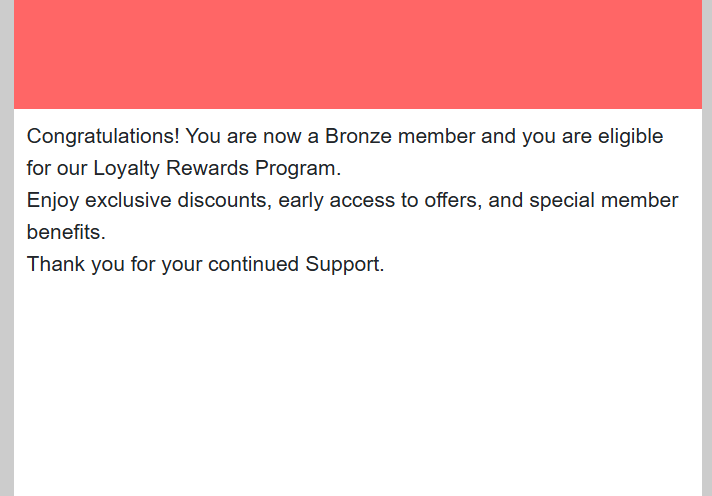 Congratulations! You are now a Bronze member and you are eligible
for our Loyalty Rewards Program.
Enjoy exclusive discounts, early access to offers, and special member
benefits.
Thank you for your continued Support.